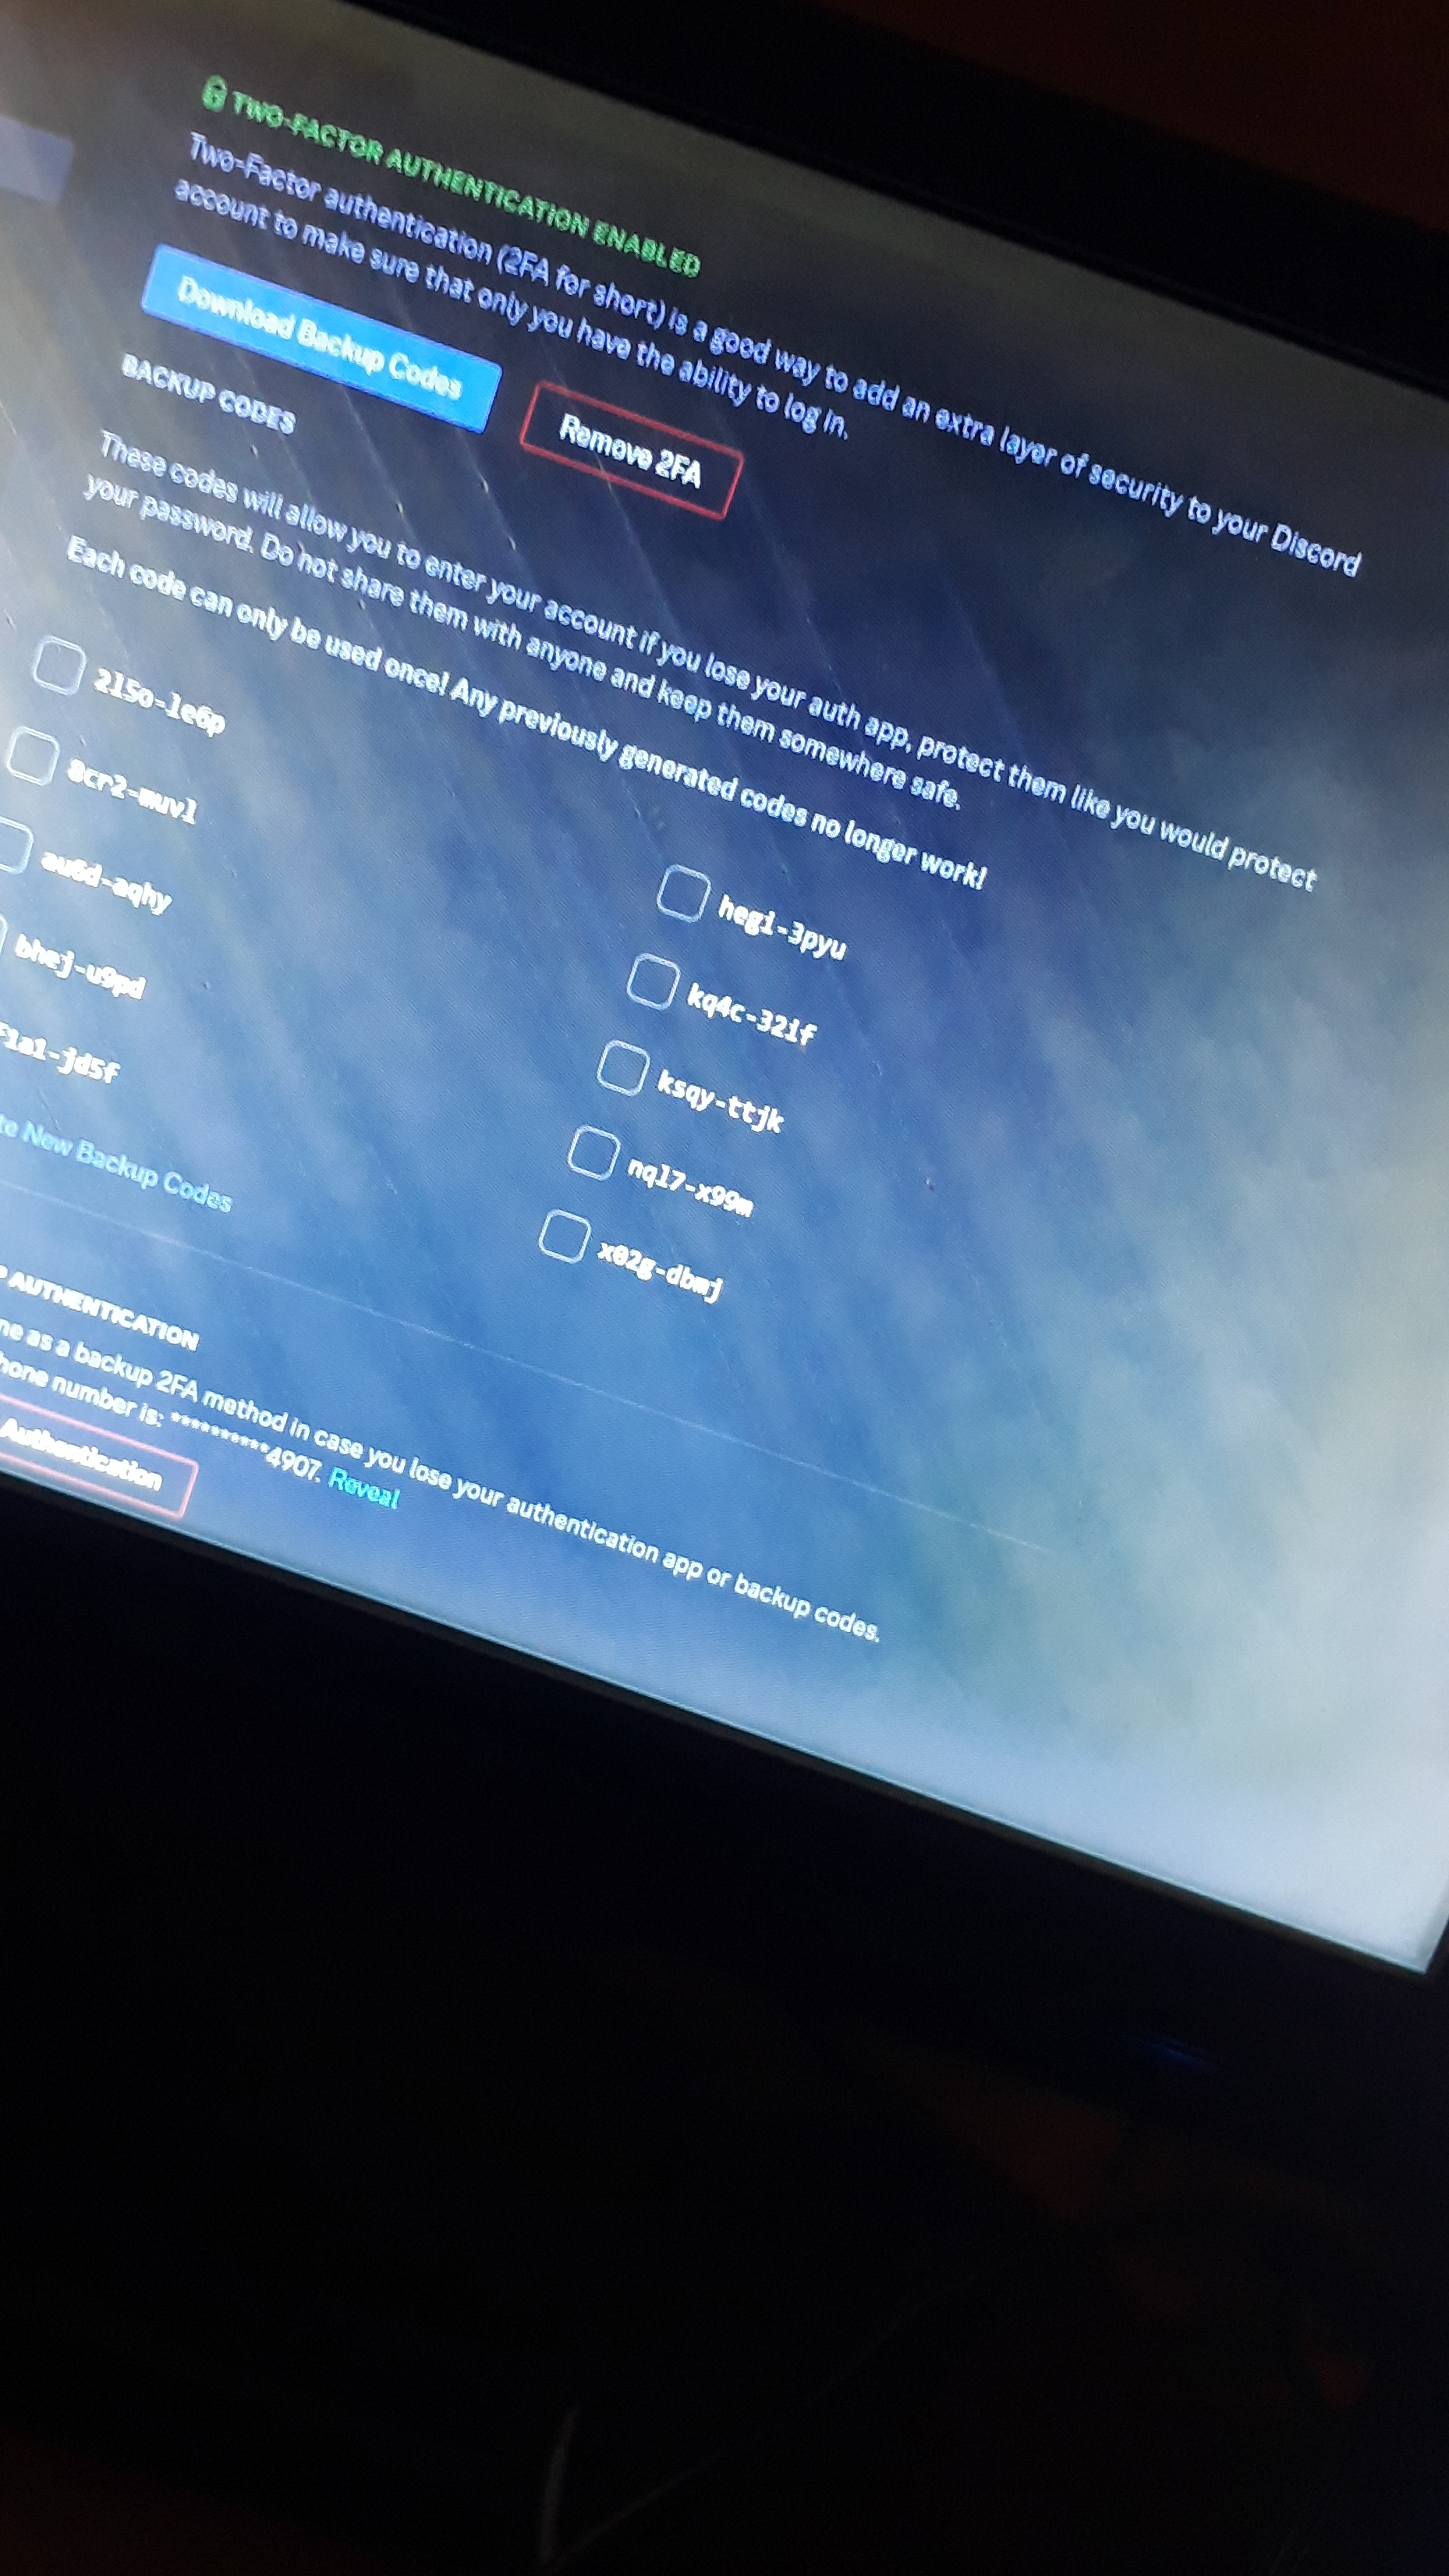 TWO-FACTOR AUTHENTICATION ENABLED
Two-Factor authentication (2FA for short) is a good way to add an extra layer of security to your Discord
account to make sure that only you have the ability to log in.
Download Backup Codes
Remove 2FA
BACKUP CODES
These codes will allow you to enter your account if you lose your auth app, protect them like you would protect
your password. Do not share them with anyone and keep them somewhere safe.
Each code can only be used once! Any previously generated codes no longer work!
au6d-aqhy
bhej-u9pd
hegi-3pyu
kq4c-32if
ksqy-ttjk
x02g-dbmj
New Backup Codes
AUTHENTICATION
as a backup 2FA method in case you lose your authentication app or backup codes.
number is: **********4907. Reveal
Authentication